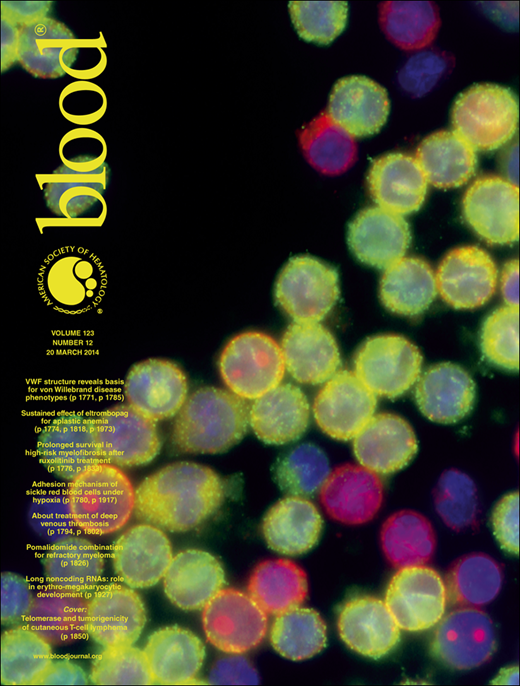 blood®
AMERICAN SOCIETY OF HEMATOLOGY ®
VOLUME 123
NUMBER 12
20 MARCH 2014
VWF structure reveals basis
for von Willebrand disease
phenotypes (p 1771, p 1785)
Sustained effect of eltrombopag
for aplastic anemia
(p 1774, p 1818, p 1973)
Prolonged survival in
high-risk myelofibrosis after
ruxolitinib treatment
(p 1776, p 1833)
Adhesion mechanism of
sickle red blood cells under
hypoxia (p 1780, p 1917)
About treatment of deep
venous thrombosis
(p 1794, p 1802)
Pomalidomide combination
for refractory myeloma
(p 1826)
Long noncoding RNAs: role
in erythro-megakaryocytic
development (p 1927)
Cover:
Telomerase and tumorigenicity
of cutaneous T-cell lymphoma
(p 1850)
www.bloodjournal.org